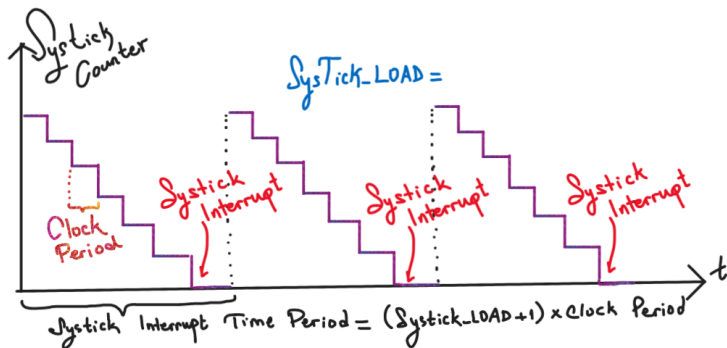 Systick
Counter
SysTick_LOAD =
Clock
Period
Systick
Interrupt
Systick
Interrupt
Systick
Interrupt
t
Systick Interrupt Time Period = (Systick_LOAD+1) × Clock Period